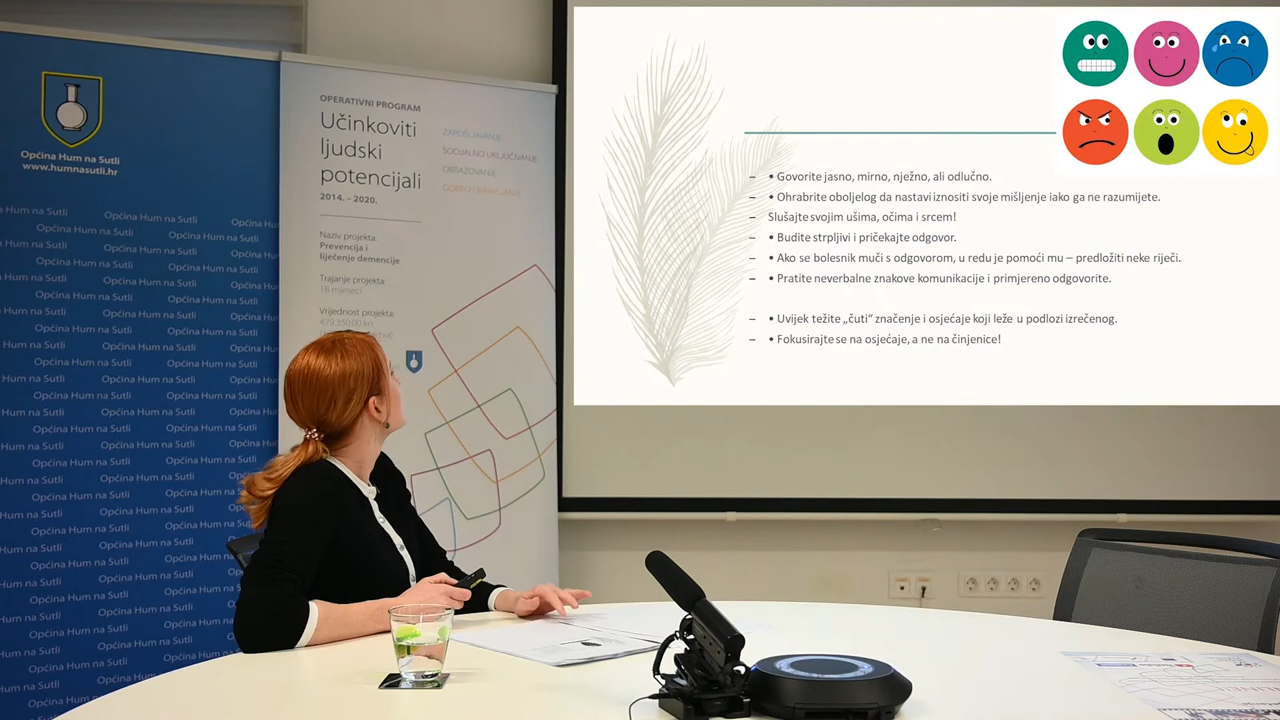 Općina Hum na Sutli
www.humnasutli.hr
OPERATIVNI PROGRAM
Učinkoviti
ljudski
potencijali
2014. – 2020.
ZAPOŠLJAVANJE
SOCIJALNO UKLJUČIVANJE
OBRAZOVANJE
DOBRO UPRAVLJANJE
Naziv projekta:
Prevencija i
liječenje demencije
Trajanje projekta:
18 mjeseci
Vrijednost projekta:
479.350,00 kn
– • Govorite jasno, mirno, nježno, ali odlučno.
– • Ohrabrite oboljelog da nastavi iznositi svoje mišljenje iako ga ne razumijete.
– Slušajte svojim ušima, očima i srcem!
– • Budite strpljivi i pričekajte odgovor.
– • Ako se bolesnik muči s odgovorom, u redu je pomoći mu – predložiti neke riječi.
– • Pratite neverbalne znakove komunikacije i primjereno odgovorite.
– • Uvijek težite „čuti“ značenje i osjećaje koji leže u podlozi izrečenog.
– • Fokusirajte se na osjećaje, a ne na činjenice!